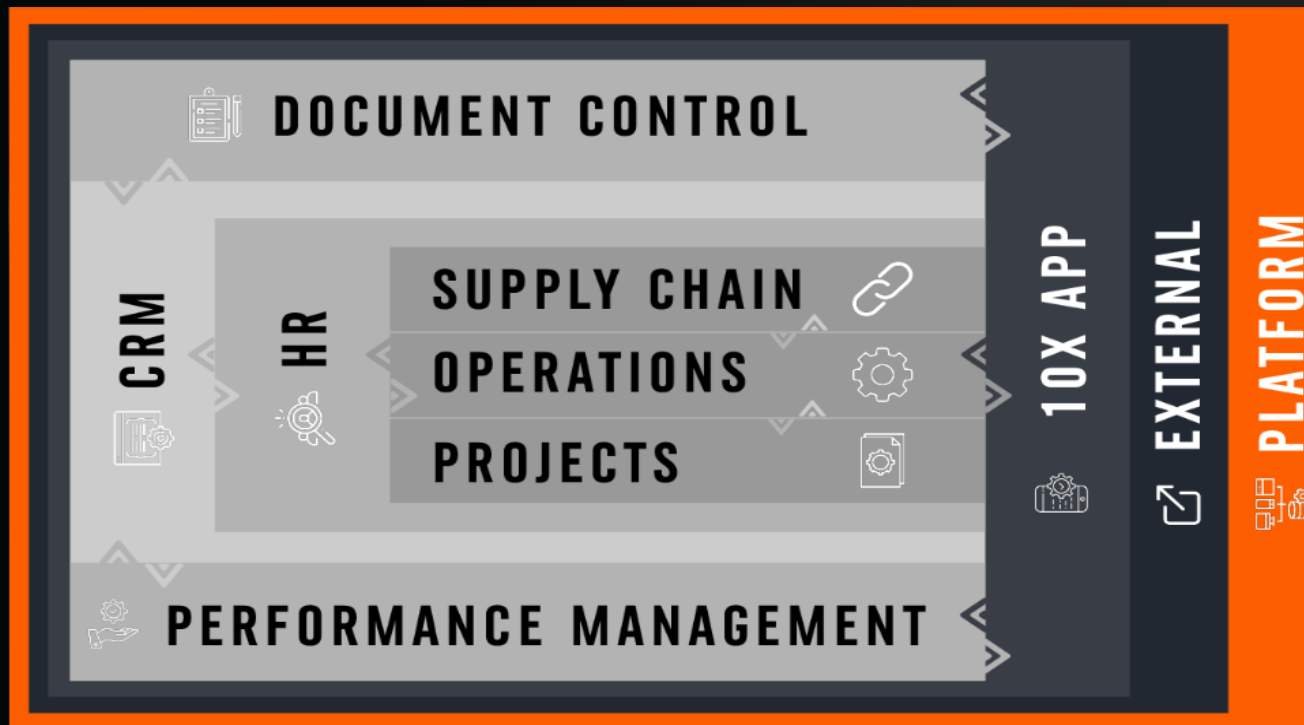 DOCUMENT CONTROL
CRM
HR
SUPPLY CHAIN
OPERATIONS
PROJECTS
PERFORMANCE MANAGEMENT
10X APP
EXTERNAL
PLATFORM